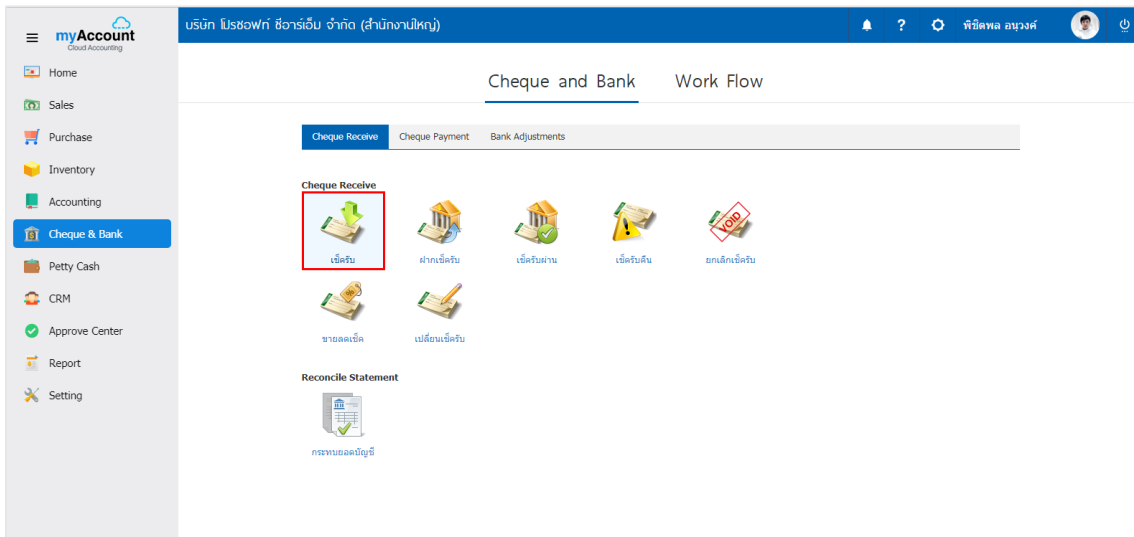 myAccount
Cloud Accounting
บริษัท โปรซอฟท์ ซีอาร์เอ็ม จำกัด (สำนักงานใหญ่)
?
พิชิตพล อนุวงค์
Home
Sales
Purchase
Inventory
Accounting
Cheque & Bank
Petty Cash
CRM
Approve Center
Report
Setting
Cheque and Bank Work Flow
Cheque Receive Cheque Payment Bank Adjustments
Cheque Receive
VOID
เช็ครับ ฝากเช็ครับ เช็ครับผ่าน เช็ครับคืน ยกเลิกเช็ครับ
ขายลดเช็ค เปลี่ยนเช็ครับ
Reconcile Statement
กระทบยอดบัญชี